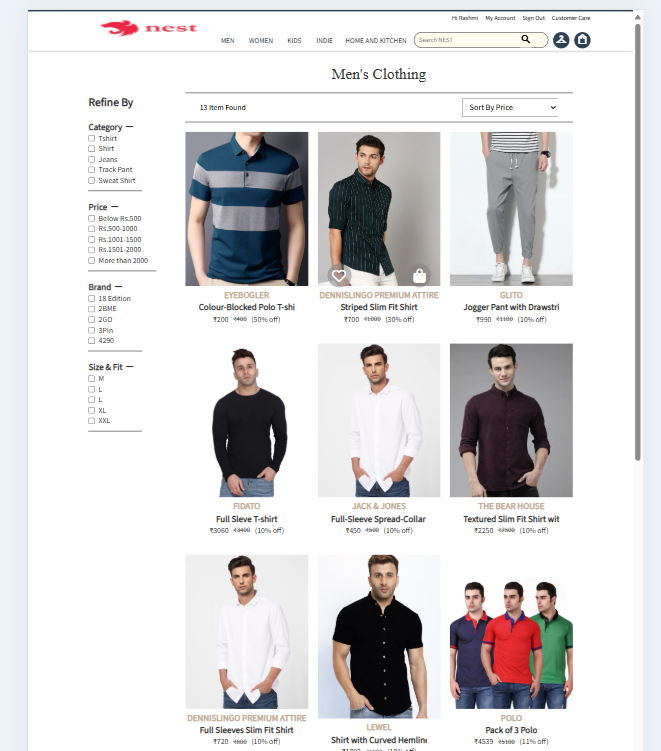 Hi Rashmi My Account Sign Out Customer Care
nest
MEN WOMEN KIDS INDIE HOME AND KITCHEN Search NEST
Men's Clothing
Refine By
13 Item Found Sort By Price
Category —
Tshirt
Shirt
Jeans
Track Pant
Sweat Shirt
Price —
Below Rs.500
Rs.500-1000
Rs.1001-1500
Rs.1501-2000
More than 2000
Brand —
18 Edition
2BME
2GO
3Pin
4290
Size & Fit —
M
L
L
XL
XXL
EYEBOGLER
Colour-Blocked Polo T-shi
₹200 ₹400 (50% off)
DENNISLINGO PREMIUM ATTIRE
Striped Slim Fit Shirt
₹700 ₹1000 (30% off)
GLITO
Jogger Pant with Drawstri
₹990 ₹1100 (10% off)
FIDATO
Full Sleve T-shirt
₹3060 ₹3400 (10% off)
JACK & JONES
Full-Sleeve Spread-Collar
₹450 ₹500 (10% off)
THE BEAR HOUSE
Textured Slim Fit Shirt wit
₹2250 ₹2500 (10% off)
DENNISLINGO PREMIUM ATTIRE
Full Sleeves Slim Fit Shirt
₹720 ₹800 (10% off)
LEWEL
Shirt with Curved Hemline
POLO
Pack of 3 Polo
₹4539 ₹5100 (11% off)